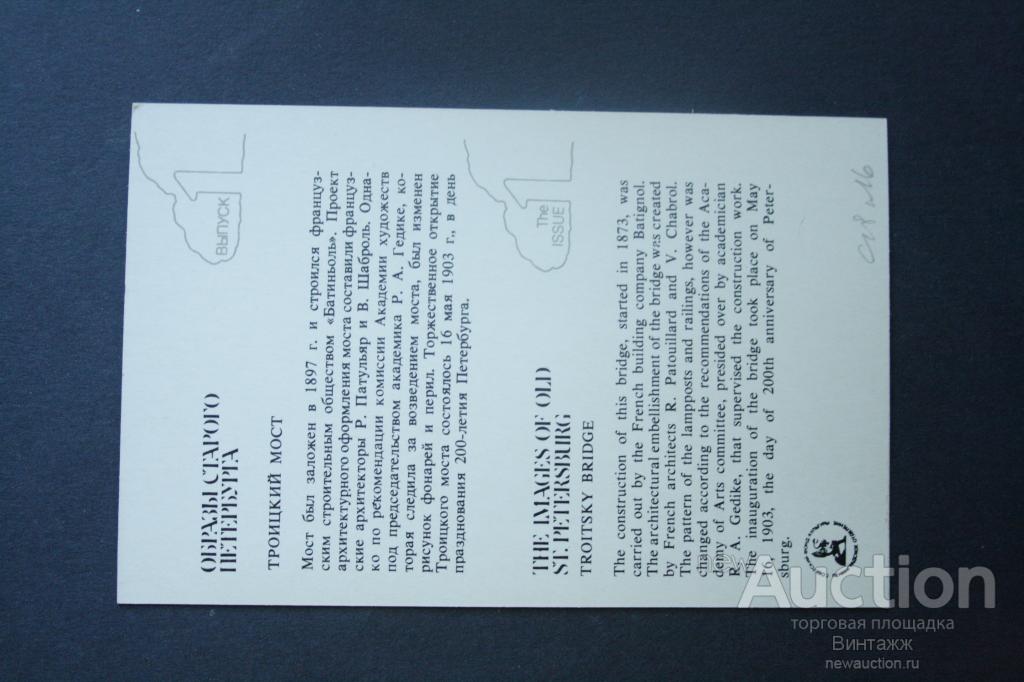 ВЫПУСК
1
ОБРАЗЫ СТАРОГО
ПЕТЕРБУРГА
ТРОИЦКИЙ МОСТ
Мост был заложен в 1897 г. и строился француз-
ским строительным обществом «Батиньоль». Проект
архитектурного оформления моста составили француз-
ские архитекторы Р. Патульяр и В. Шаброль. Одна-
ко по рекомендации комиссии Академии художеств
под председательством академика Р. А. Гедике, ко-
торая следила за возведением моста, был изменен
рисунок фонарей и перил. Торжественное открытие
Троицкого моста состоялось 16 мая 1903 г., в день
празднования 200-летия Петербурга.
The
ISSUE
1
THE IMAGES OF OLD
ST. PETERSBURG
TROITSKY BRIDGE
The construction of this bridge, started in 1873, was
carried out by the French building company Batignol.
The architectural embellishment of the bridge was created
by French architects R. Patouillard and V. Chabrol.
The pattern of the lampposts and railings, however was
changed according to the recommendations of the Aca-
demy of Arts committee, presided over by academician
R. A. Gedike, that supervised the construction work.
The inauguration of the bridge took place on May
16, 1903, the day of 200th anniversary of Peter-
sburg.
Auction
торговая площадка
Винтажж
newauction.ru